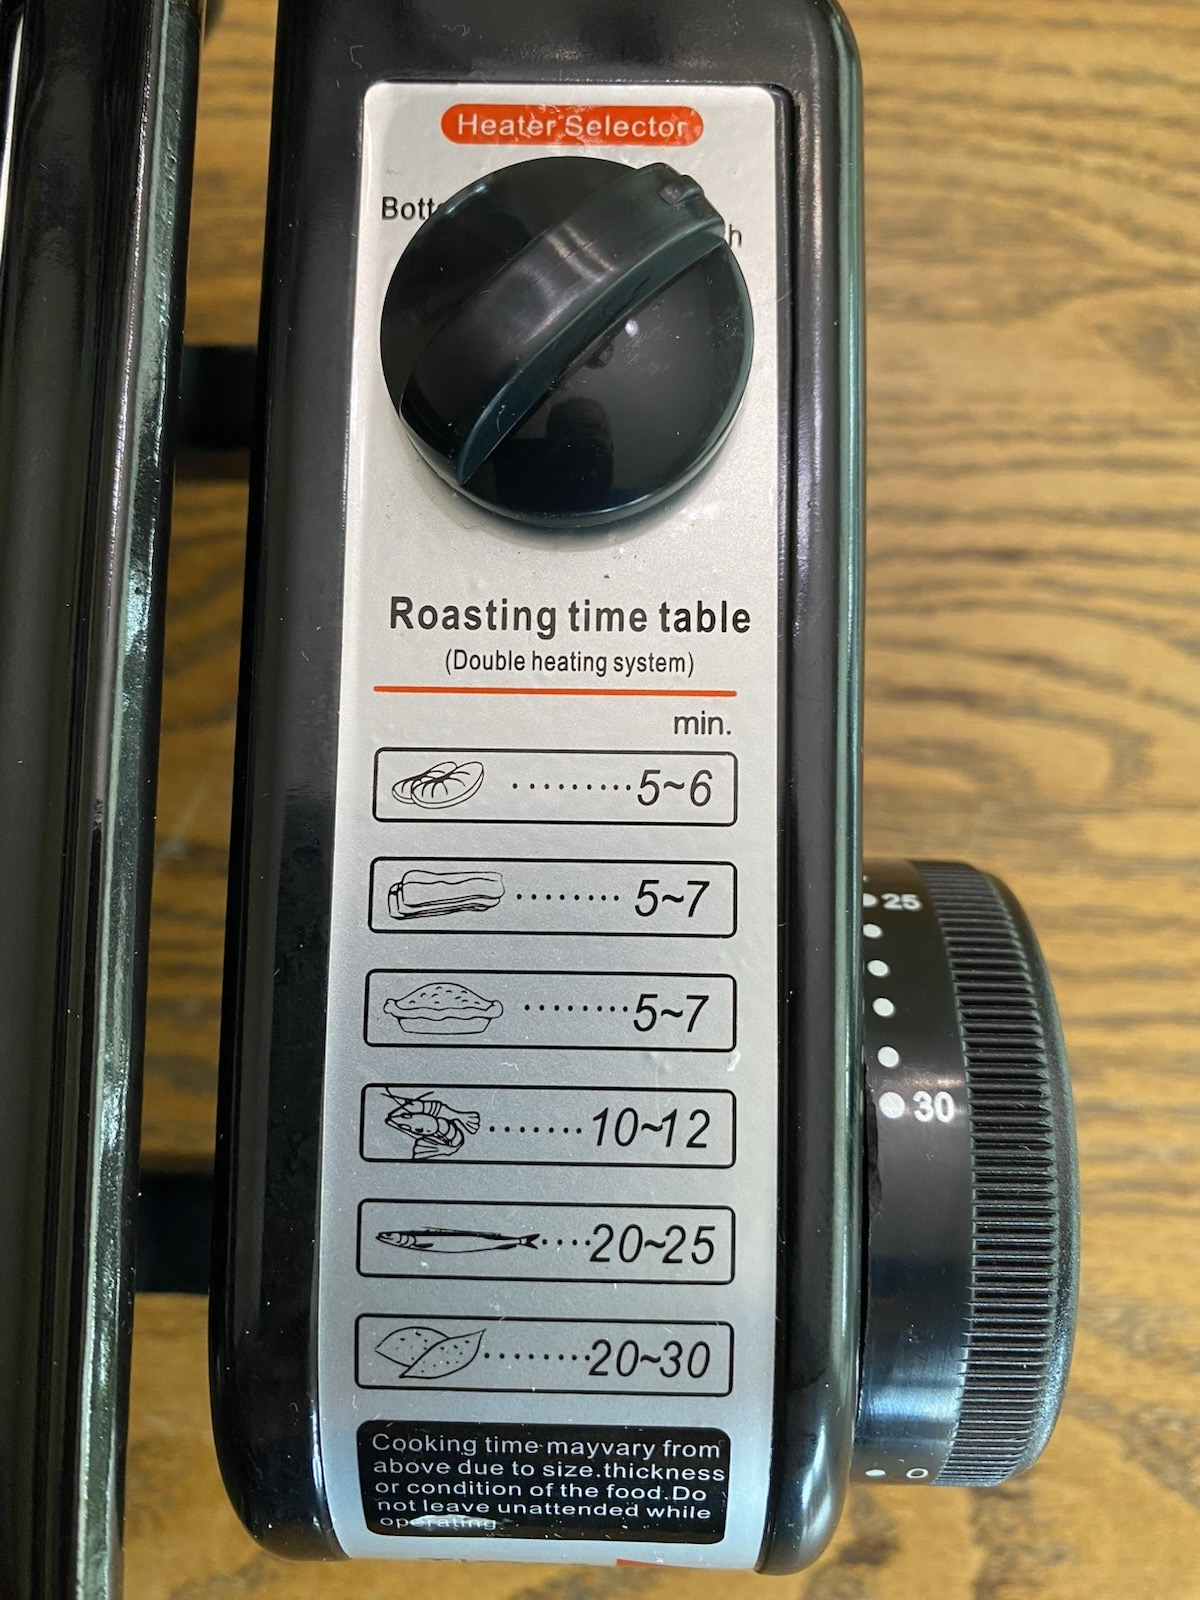 Heater Selector
Roasting time table
(Double heating system)
min.
5~6
5~7
5~7
10~12
20~25
20~30
25
30
Cooking time mayvary from
above due to size.thickness
or condition of the food.Do
not leave unattended while
operating